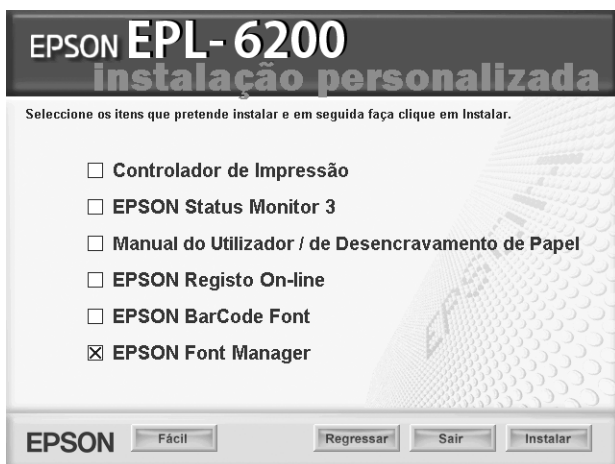 EPSON EPL-6200
instalação personalizada
Seleccione os itens que pretende instalar e em seguida faça clique em Instalar.
Controlador de Impressão
EPSON Status Monitor 3
Manual do Utilizador / de Desencravamento de Papel
EPSON Registo On-line
EPSON BarCode Font
EPSON Font Manager
EPSON
EPSON Fácil Regressar Sair Instalar